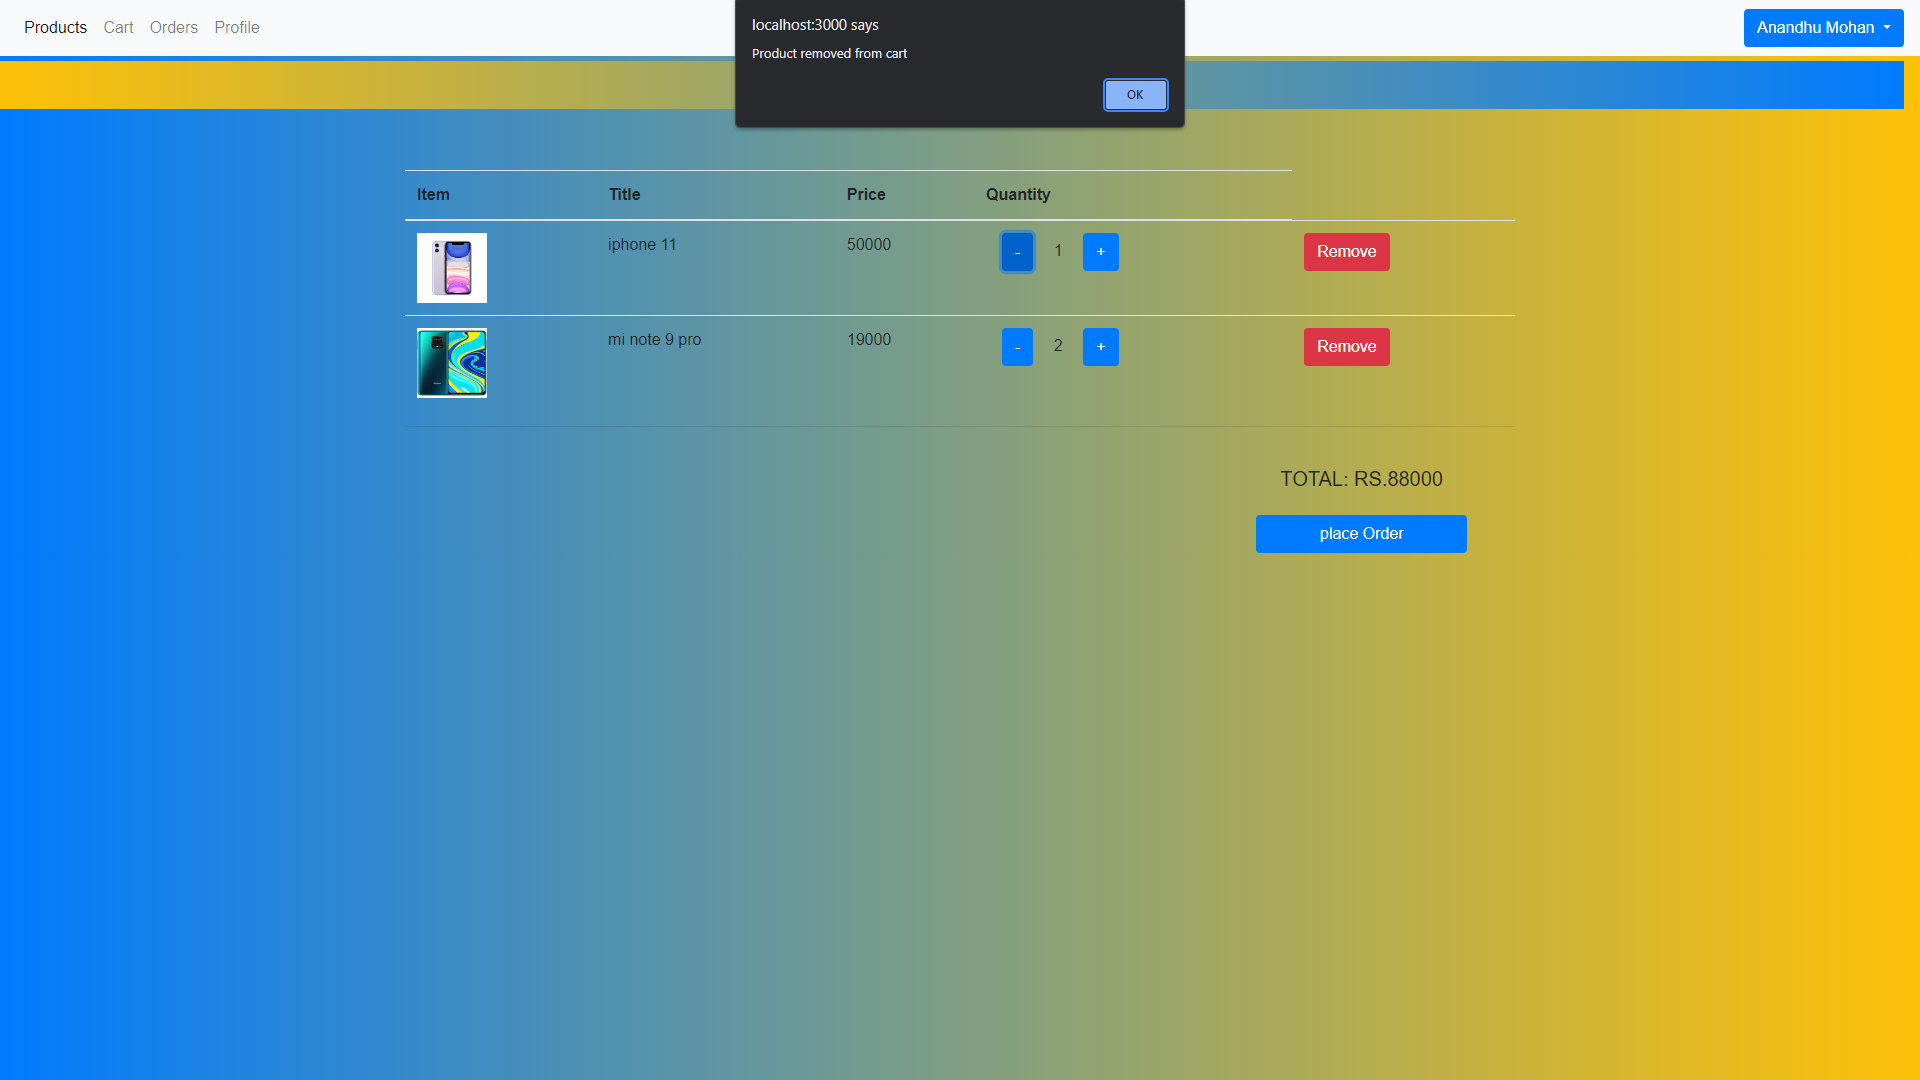 Products Cart Orders Profile
Anandhu Mohan
localhost:3000 says
Product removed from cart
OK
Item Title Price Quantity
iphone 11 50000 - 1 + Remove
mi note 9 pro 19000 - 2 + Remove
TOTAL: RS.88000
place Order